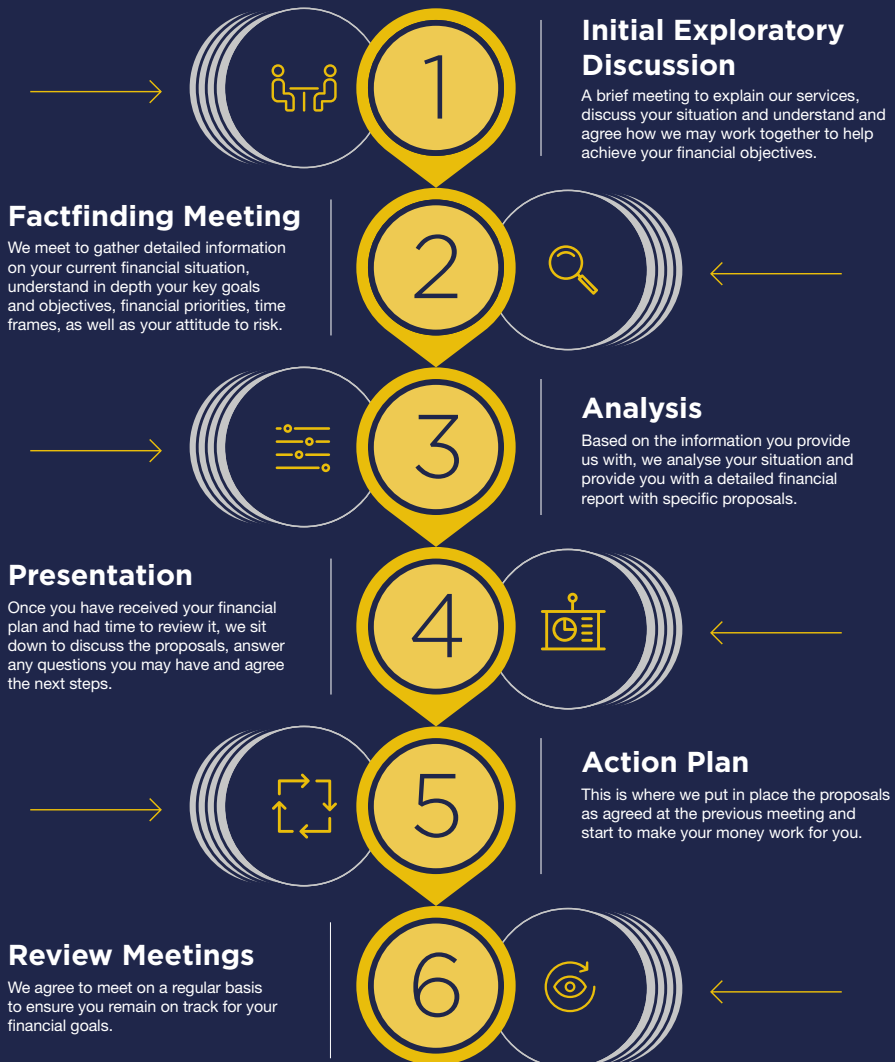 1
Initial Exploratory
Discussion
A brief meeting to explain our services,
discuss your situation and understand and
agree how we may work together to help
achieve your financial objectives.
2
Factfinding Meeting
We meet to gather detailed information
on your current financial situation,
understand in depth your key goals
and objectives, financial priorities, time
frames, as well as your attitude to risk.
3
Analysis
Based on the information you provide
us with, we analyse your situation and
provide you with a detailed financial
report with specific proposals.
4
Presentation
Once you have received your financial
plan and had time to review it, we sit
down to discuss the proposals, answer
any questions you may have and agree
the next steps.
5
Action Plan
This is where we put in place the proposals
as agreed at the previous meeting and
start to make your money work for you.
6
Review Meetings
We agree to meet on a regular basis
to ensure you remain on track for your
financial goals.